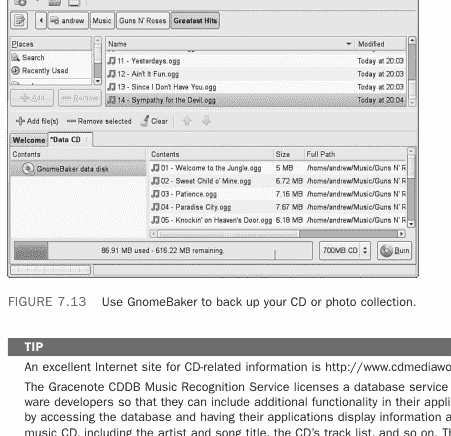 andrew Music Guns N' Roses Greatest Hits
Places Name Modified
Search 11 - Yesterdays.ogg Today at 20:03
Recently Used 12 - Ain't It Fun.ogg Today at 20:03
13 - Since I Don't Have You.ogg Today at 20:03
Add Remove 14 - Sympathy for the Devil.ogg Today at 20:04
Add file(s) Remove selected Clear
Welcome *Data CD
Contents Contents Size Full Path
GnomeBaker data disk 01 - Welcome to the Jungle.ogg 5 MB /home/andrew/Music/Guns N' R
02 - Sweet Child o' Mine.ogg 6.72 MB /home/andrew/Music/Guns N' R
03 - Patience.ogg 7.16 MB /home/andrew/Music/Guns N' R
04 - Paradise City.ogg 7.67 MB /home/andrew/Music/Guns N' R
05 - Knockin' on Heaven's Door.ogg 6.18 MB /home/andrew/Music/Guns N' R
86.91 MB used - 616.22 MB remaining. 700MB CD Burn
FIGURE 7.13 Use GnomeBaker to back up your CD or photo collection.
TIP
An excellent Internet site for CD-related information is http://www.cdmediawo
The Gracenote CDDB Music Recognition Service licenses a database service
ware developers so that they can include additional functionality in their appli
by accessing the database and having their applications display information a
music CD, including the artist and song title, the CD's track list, and so on. Th